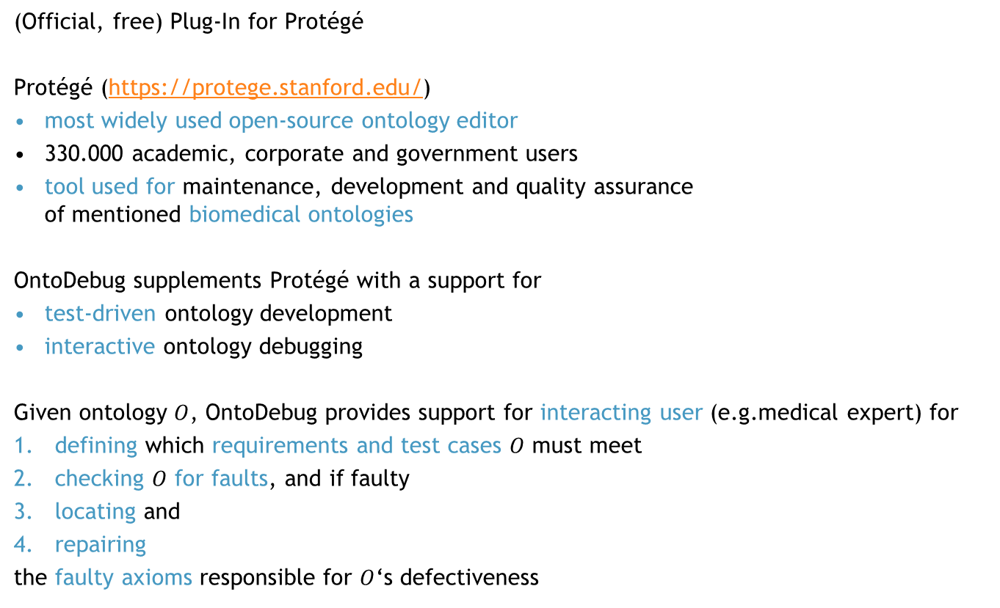 (Official, free) Plug-In for Protégé
Protégé (https://protege.stanford.edu/)
• most widely used open-source ontology editor
• 330.000 academic, corporate and government users
• tool used for maintenance, development and quality assurance
of mentioned biomedical ontologies
OntoDebug supplements Protégé with a support for
• test-driven ontology development
• interactive ontology debugging
Given ontology O, OntoDebug provides support for interacting user (e.g.medical expert) for
1. defining which requirements and test cases O must meet
2. checking O for faults, and if faulty
3. locating and
4. repairing
the faulty axioms responsible for O‘s defectiveness